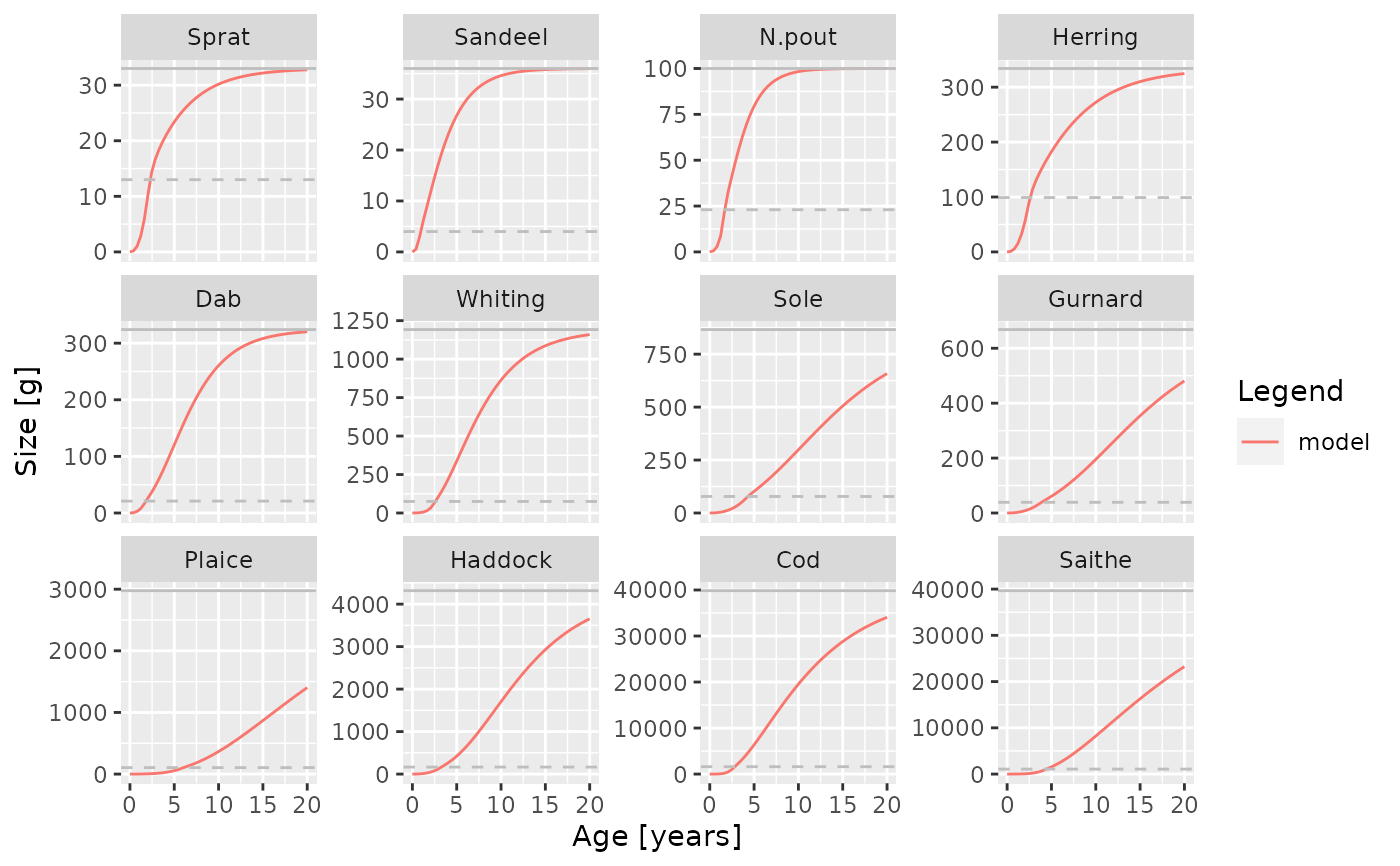 Sprat Sandeel N.pout Herring
30 20 10 0
30 20 10 0
100 75 50 25 0
300 200 100 0
Dab Whiting Sole Gurnard
300 200 100 0
1250 1000 750 500 250 0
750 500 250 0
600 400 200 0
Plaice Haddock Cod Saithe
3000 2000 1000 0
4000 3000 2000 1000 0
40000 30000 20000 10000 0
40000 30000 20000 10000 0
0 5 10 15 20
0 5 10 15 20
0 5 10 15 20
0 5 10 15 20
Size [g]
Age [years]
Legend
model